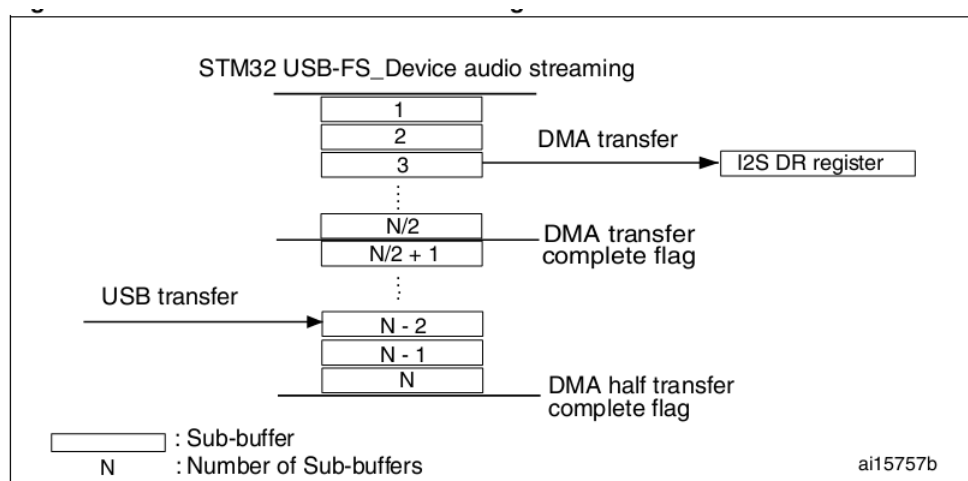 STM32 USB-FS_Device audio streaming
1
2
DMA transfer
3
I2S DR register
N/2
DMA transfer
complete flag
N/2 + 1
USB transfer
N - 2
N - 1
N
DMA half transfer
complete flag
: Sub-buffer
N : Number of Sub-buffers
ai15757b